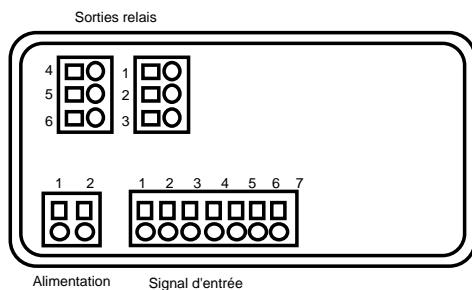 Sorties relais
4 1
5 2
6 3
1 2 1 2 3 4 5 6 7
Alimentation Signal d'entrée